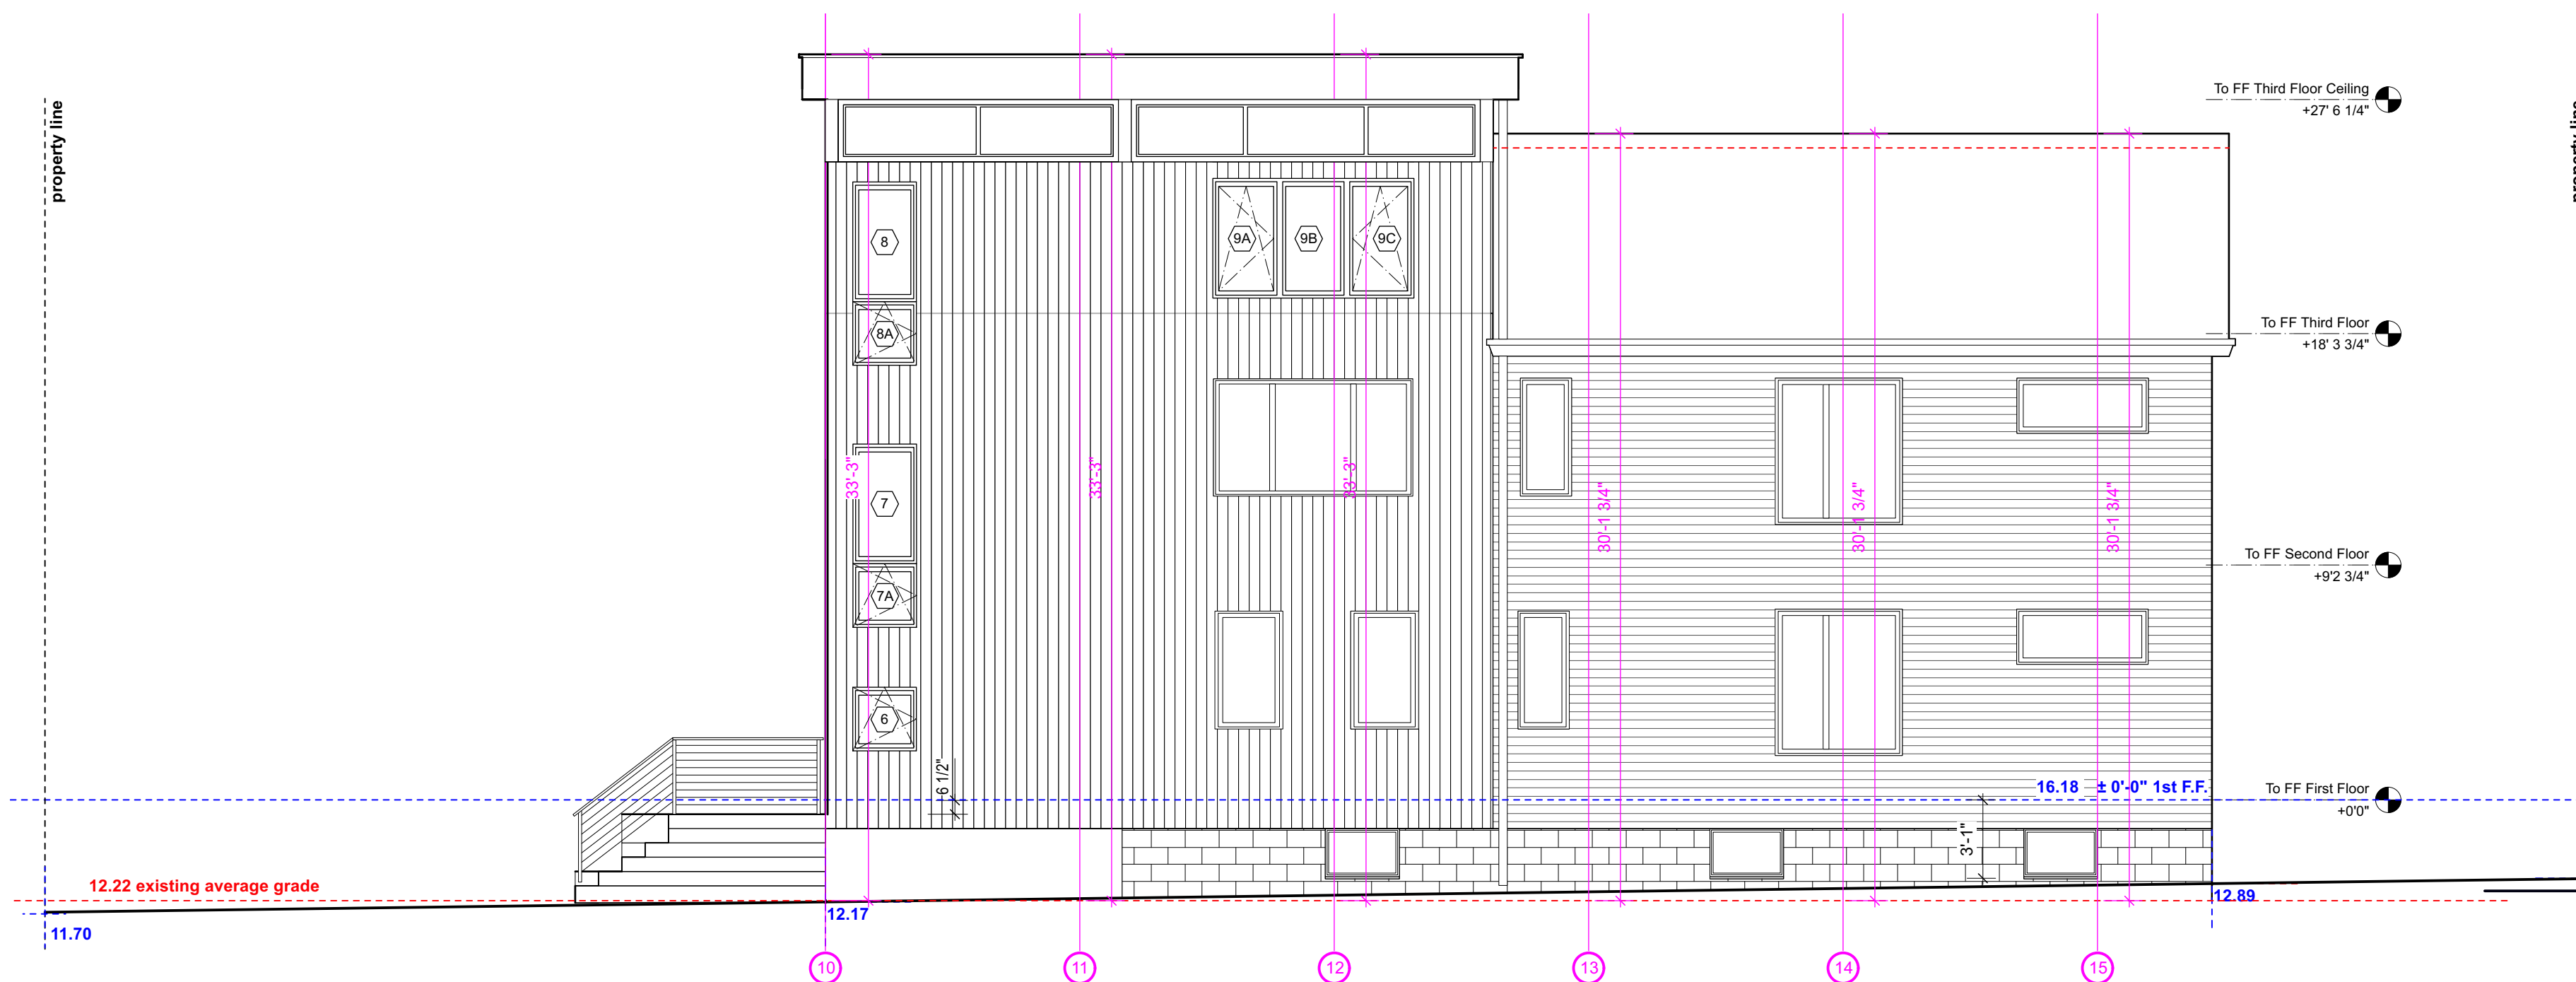 property line
property line
To FF Third Floor Ceiling
+27' 6 1/4"
8
9A
9B
9C
8A
To FF Third Floor
+18' 3 3/4"
33'-3"
33'-3"
33'-3"
7
30'-1 3/4"
30'-1 3/4"
30'-1 3/4"
To FF Second Floor
+9'2 3/4"
7A
6
6 1/2"
16.18 ± 0'-0" 1st F.F.
To FF First Floor
+0'0"
3'-1"
12.22 existing average grade
12.89
12.17
11.70
10
11
12
13
14
15